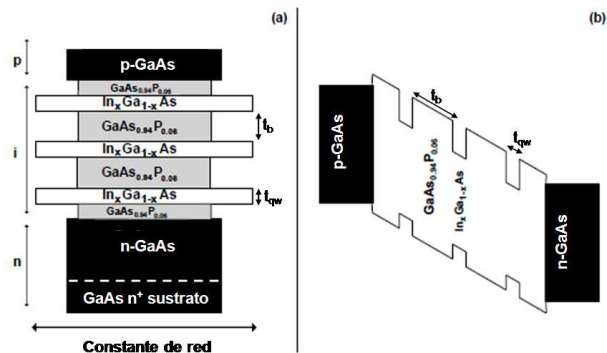 (a)
p
p-GaAs
GaAs0.94P0.06
InxGa1-xAs
i
GaAs0.94P0.06
tb
InxGa1-xAs
GaAs0.94P0.06
InxGa1-xAs
tqw
GaAs0.94P0.06
n
n-GaAs
GaAs n+ sustrato
Constante de red
(b)
p-GaAs
tb
GaAs0.94P0.06
InxGa1-xAs
tqw
n-GaAs